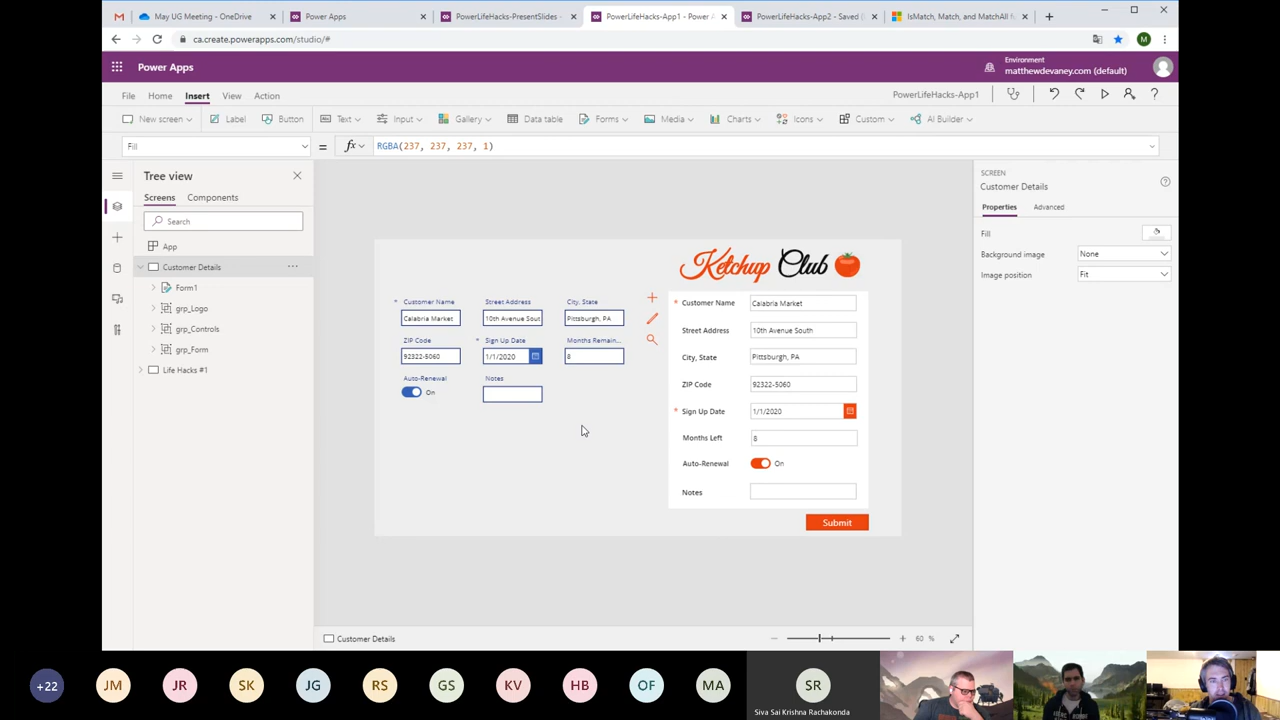 May UG Meeting - OneDrive
Power Apps
PowerLifeHacks-PresentSlides -
PowerLifeHacks-App1 - Power A
PowerLifeHacks-App2 - Saved (
IsMatch, Match, and MatchAll f
ca.create.powerapps.com/studio/#
M
Power Apps
Environment
matthewdevaney.com (default)
File
Home
Insert
View
Action
PowerLifeHacks-App1
New screen
Label
Button
Text
Input
Gallery
Data table
Forms
Media
Charts
Icons
Custom
AI Builder
Fill
=
fx
RGBA(237, 237, 237, 1)
Tree view
Screens
Components
Search
App
Customer Details
Form1
grp_Logo
grp_Controls
grp_Form
Life Hacks #1
Ketchup Club
* Customer Name
Street Address
City, State
Calabria Market
10th Avenue Sout
Pittsburgh, PA
ZIP Code
* Sign Up Date
Months Remain...
92322-5060
1/1/2020
8
Auto-Renewal
Notes
On
* Customer Name
Calabria Market
Street Address
10th Avenue South
City, State
Pittsburgh, PA
ZIP Code
92322-5060
* Sign Up Date
1/1/2020
Months Left
8
Auto-Renewal
On
Notes
Submit
SCREEN
Customer Details
Properties
Advanced
Fill
Background image
None
Image position
Fit
Customer Details
60 %
+22
JM
JR
SK
JG
RS
GS
KV
HB
OF
MA
SR
Siva Sai Krishna Rachakonda